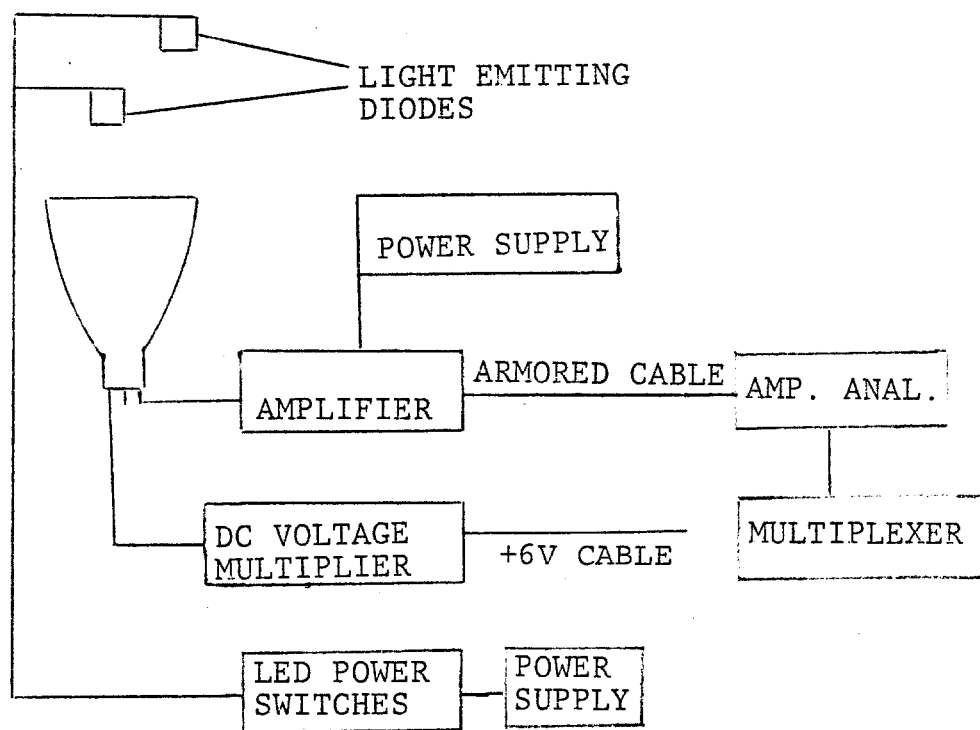 LIGHT EMITTING
DIODES
POWER SUPPLY
ARMORED CABLE
AMPLIFIER
AMP. ANAL.
DC VOLTAGE
MULTIPLIER
+6V CABLE
MULTIPLEXER
LED POWER
SWITCHES
POWER
SUPPLY